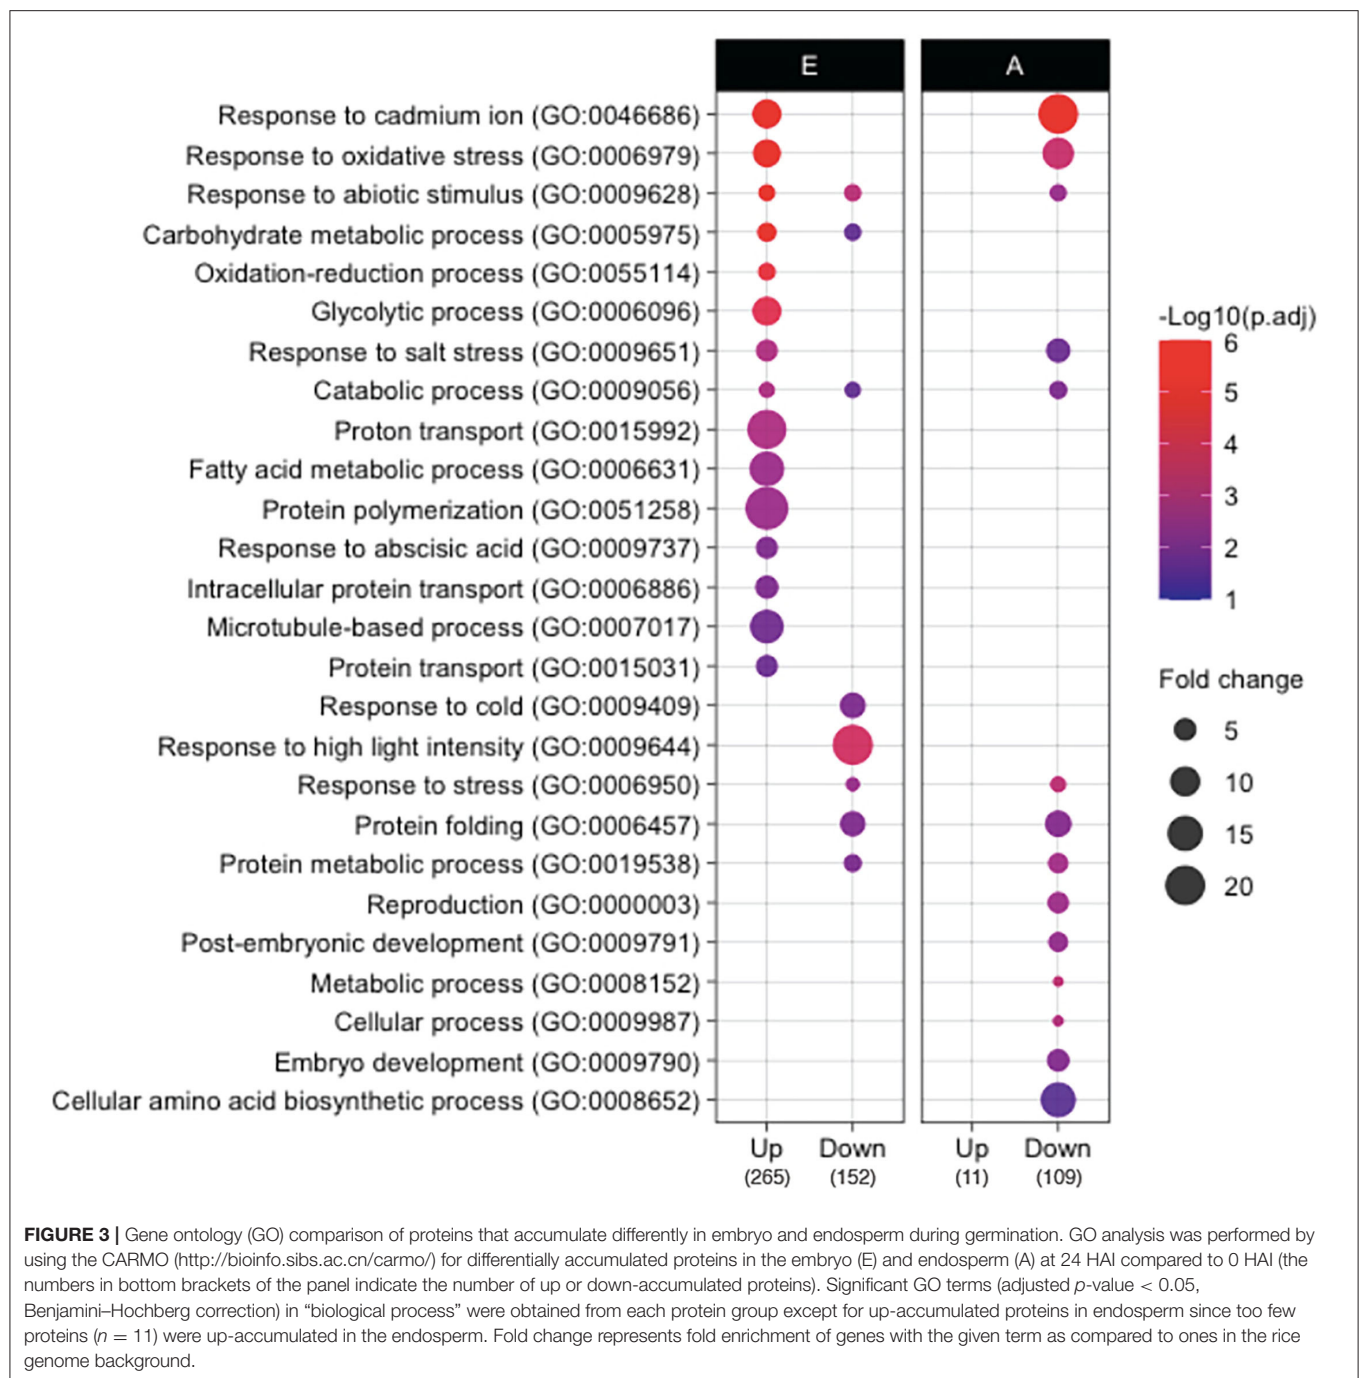 E A
Response to cadmium ion (GO:0046686)
Response to oxidative stress (GO:0006979)
Response to abiotic stimulus (GO:0009628)
Carbohydrate metabolic process (GO:0005975)
Oxidation-reduction process (GO:0055114)
Glycolytic process (GO:0006096)
Response to salt stress (GO:0009651)
Catabolic process (GO:0009056)
Proton transport (GO:0015992)
Fatty acid metabolic process (GO:0006631)
Protein polymerization (GO:0051258)
Response to abscisic acid (GO:0009737)
Intracellular protein transport (GO:0006886)
Microtubule-based process (GO:0007017)
Protein transport (GO:0015031)
Response to cold (GO:0009409)
Response to high light intensity (GO:0009644)
Response to stress (GO:0006950)
Protein folding (GO:0006457)
Protein metabolic process (GO:0019538)
Reproduction (GO:0000003)
Post-embryonic development (GO:0009791)
Metabolic process (GO:0008152)
Cellular process (GO:0009987)
Embryo development (GO:0009790)
Cellular amino acid biosynthetic process (GO:0008652)
Up Down Up Down
(265) (152) (11) (109)
-Log10(p.adj)
6
5
4
3
2
1
Fold change
5
10
15
20
FIGURE 3 | Gene ontology (GO) comparison of proteins that accumulate differently in embryo and endosperm during germination. GO analysis was performed by
using the CARMO (http://bioinfo.sibs.ac.cn/carmo/) for differentially accumulated proteins in the embryo (E) and endosperm (A) at 24 HAI compared to 0 HAI (the
numbers in bottom brackets of the panel indicate the number of up or down-accumulated proteins). Significant GO terms (adjusted p-value < 0.05,
Benjamini–Hochberg correction) in “biological process” were obtained from each protein group except for up-accumulated proteins in endosperm since too few
proteins (n = 11) were up-accumulated in the endosperm. Fold change represents fold enrichment of genes with the given term as compared to ones in the rice
genome background.